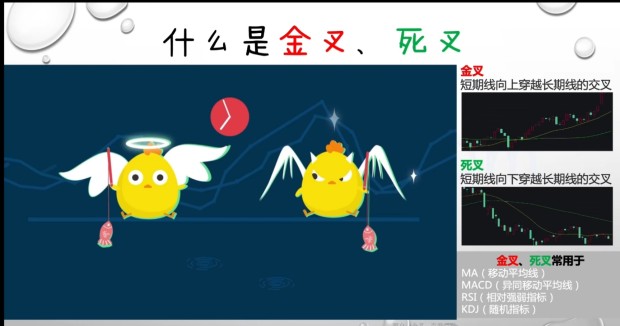 什么是金叉、死叉
金叉
短期线向上穿越长期线的交叉
死叉
短期线向下穿越长期线的交叉
金叉、死叉常用于
MA（移动平均线）
MACD（异同移动平均线）
RSI（相对强弱指标）
KDJ（随机指标）